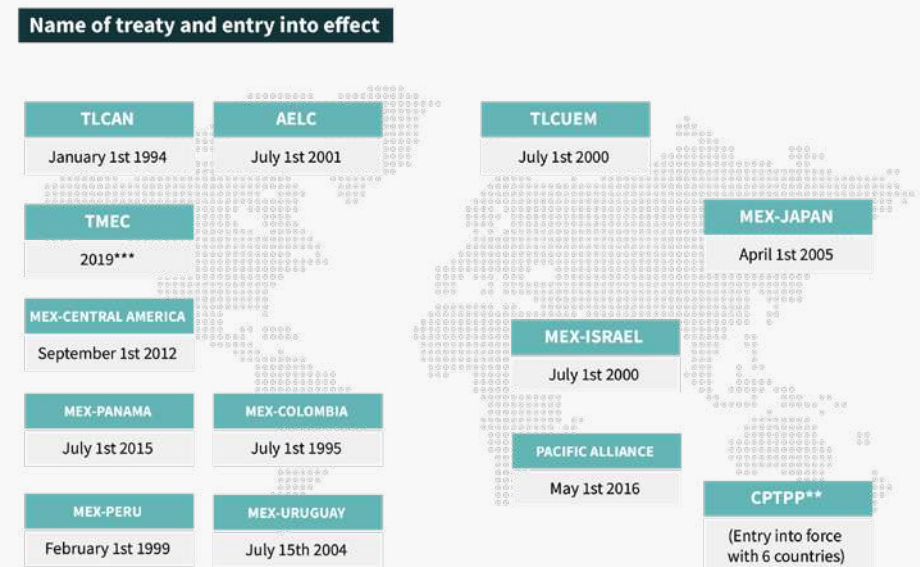 Name of treaty and entry into effect
TLCAN
January 1st 1994
AELC
July 1st 2001
TLCUEM
July 1st 2000
TMEC
2019***
MEX-JAPAN
April 1st 2005
MEX-CENTRAL AMERICA
September 1st 2012
MEX-ISRAEL
July 1st 2000
MEX-PANAMA
July 1st 2015
MEX-COLOMBIA
July 1st 1995
PACIFIC ALLIANCE
May 1st 2016
MEX-PERU
February 1st 1999
MEX-URUGUAY
July 15th 2004
CPTPP**
(Entry into force
with 6 countries)